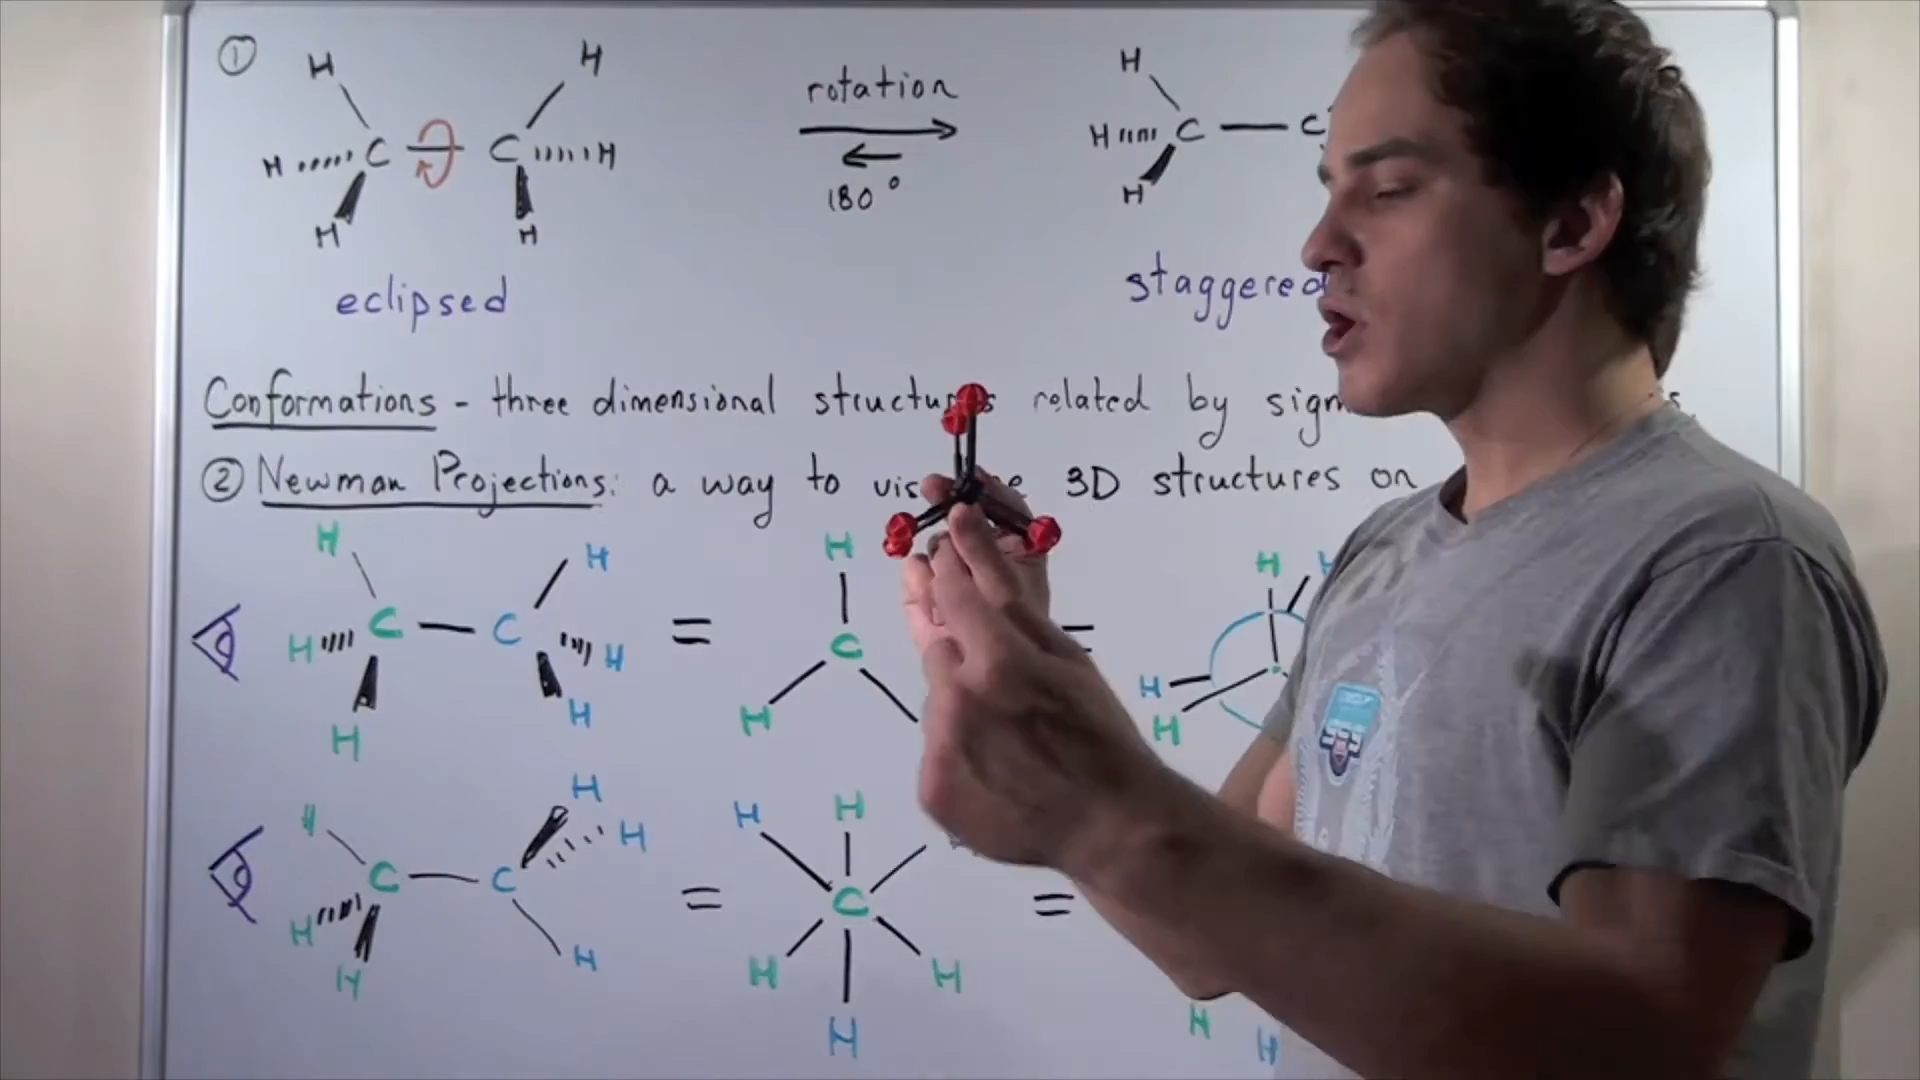 ①
H H
H C C H
H H
eclipsed
rotation
180°
H
H C C
H
staggered
Conformations - three dimensional structures related by
② Newman Projections: a way to 3D structures on
H H
H C C H
H H
=
H
C
H
=
H
H
H
H H
H C C
H
H H
=
H H
C
H H
H
=
H
H